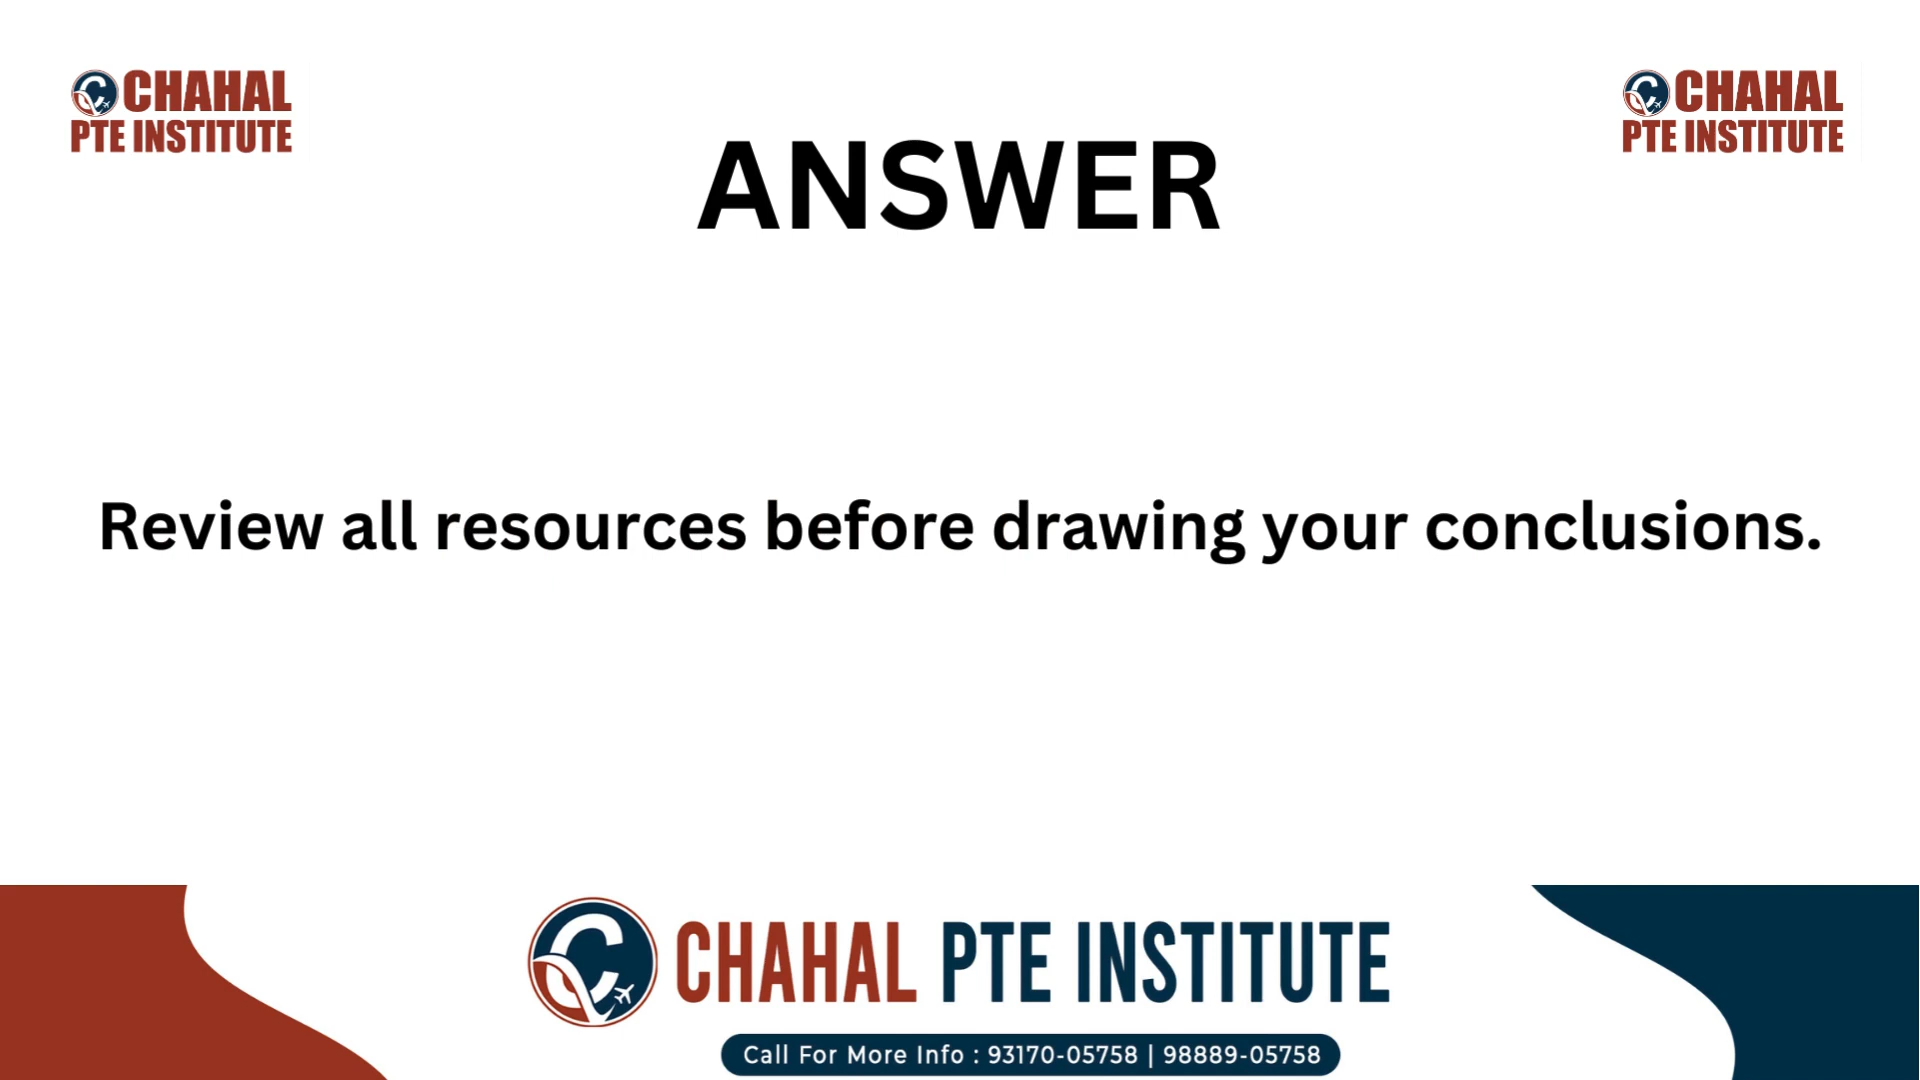 CHAHAL
PTE INSTITUTE
CHAHAL
PTE INSTITUTE
ANSWER
Review all resources before drawing your conclusions.
CHAHAL PTE INSTITUTE
Call For More Info : 93170-05758 | 98889-05758